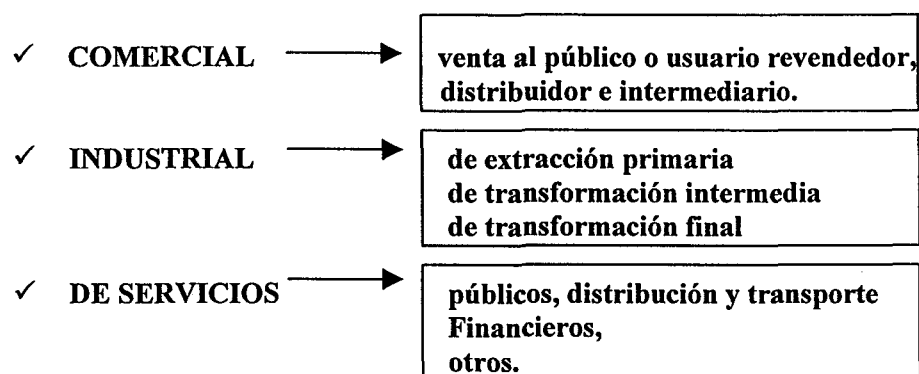 ✓ COMERCIAL
venta al público o usuario revendedor,
distribuidor e intermediario.
✓ INDUSTRIAL
de extracción primaria
de transformación intermedia
de transformación final
✓ DE SERVICIOS
públicos, distribución y transporte
Financieros,
otros.